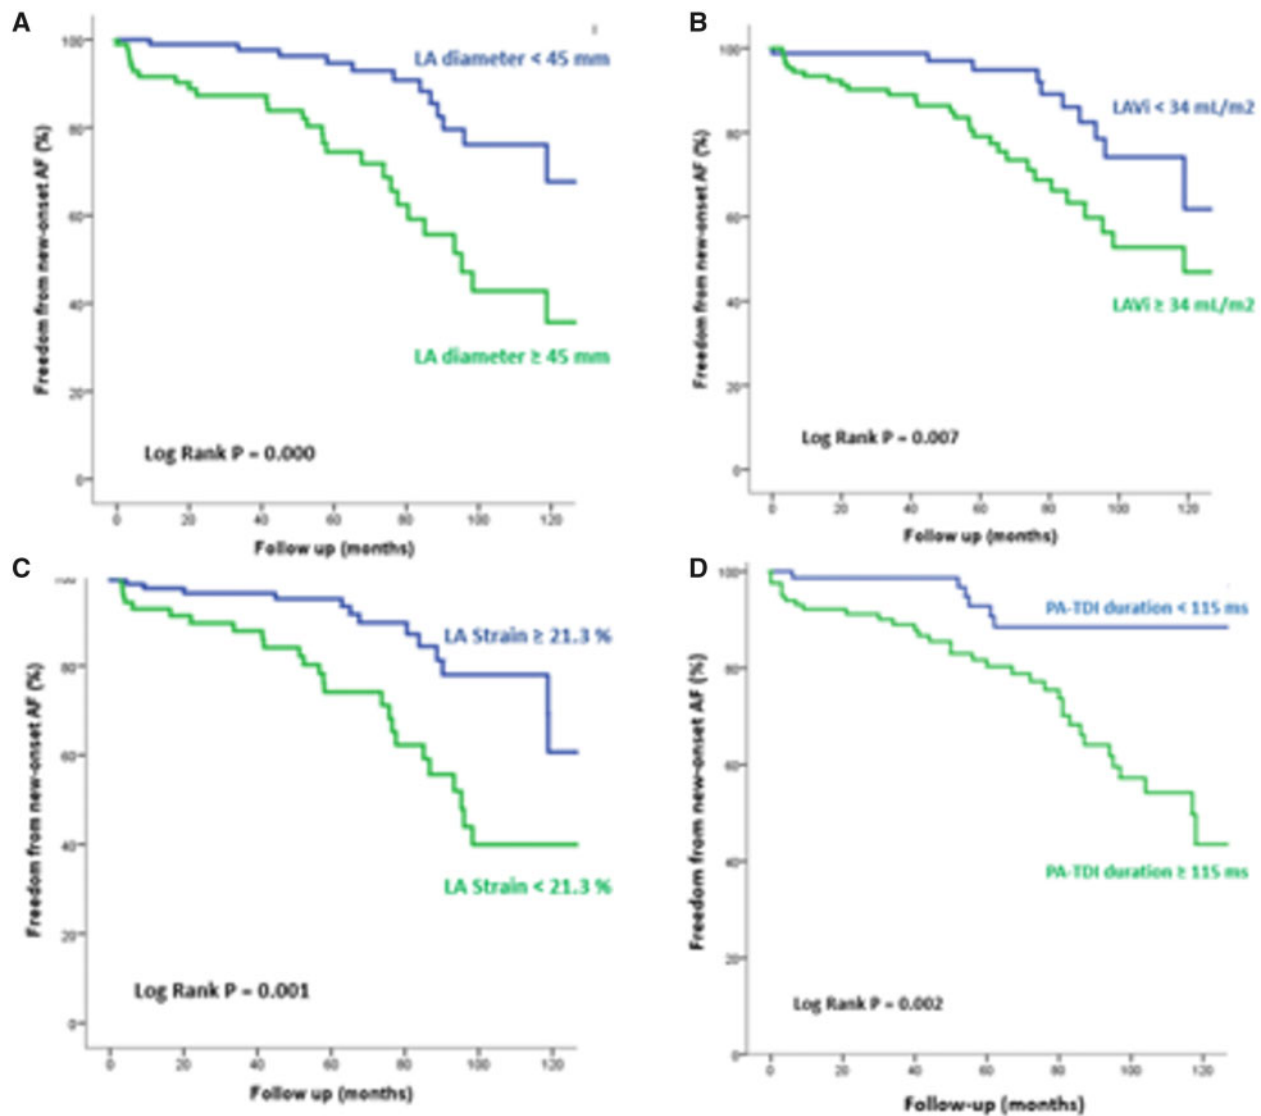 A
100
80
60
40
20
0
Freedom from new-onset AF (%)
LA diameter < 45 mm
LA diameter ≥ 45 mm
Log Rank P = 0.000
0 20 40 60 80 100 120
Follow up (months)
B
100
80
60
40
20
0
Freedom from new-onset AF (%)
LAVi < 34 mL/m2
LAVi ≥ 34 mL/m2
Log Rank P = 0.007
0 20 40 60 80 100 120
Follow up (months)
C
100
80
60
40
20
0
Freedom from new-onset AF (%)
LA Strain ≥ 21.3 %
LA Strain < 21.3 %
Log Rank P = 0.001
0 20 40 60 80 100 120
Follow up (months)
D
100
80
60
40
20
0
Freedom from new-onset AF (%)
PA-TDI duration < 115 ms
PA-TDI duration ≥ 115 ms
Log Rank P = 0.002
0 20 40 60 80 100 120
Follow-up (months)